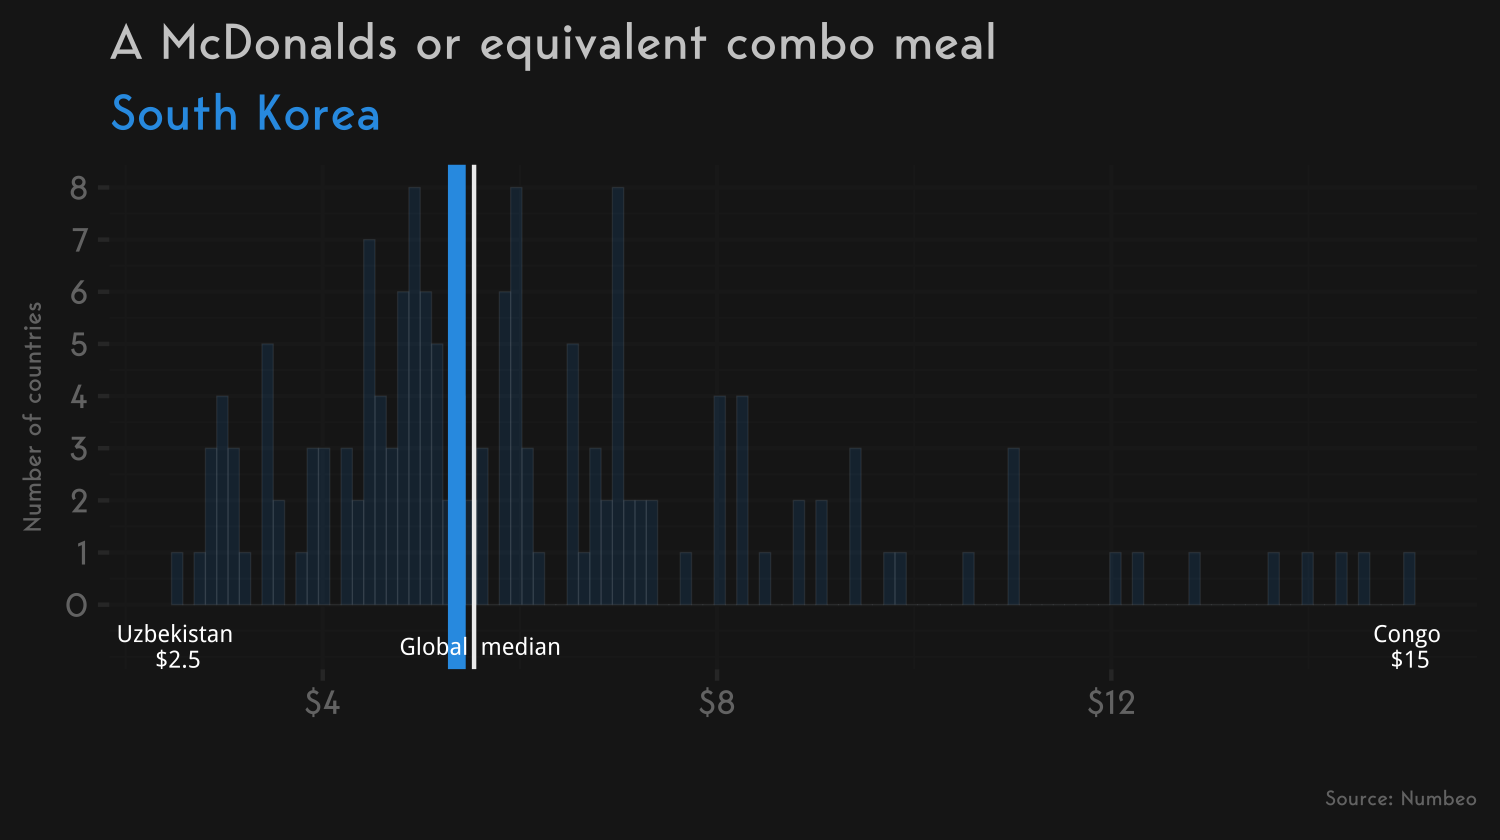 A McDonalds or equivalent combo meal
South Korea
Number of countries
8
7
6
5
4
3
2
1
0
Uzbekistan
$2.5
Global median
Congo
$15
$4
$8
$12
Source: Numbeo